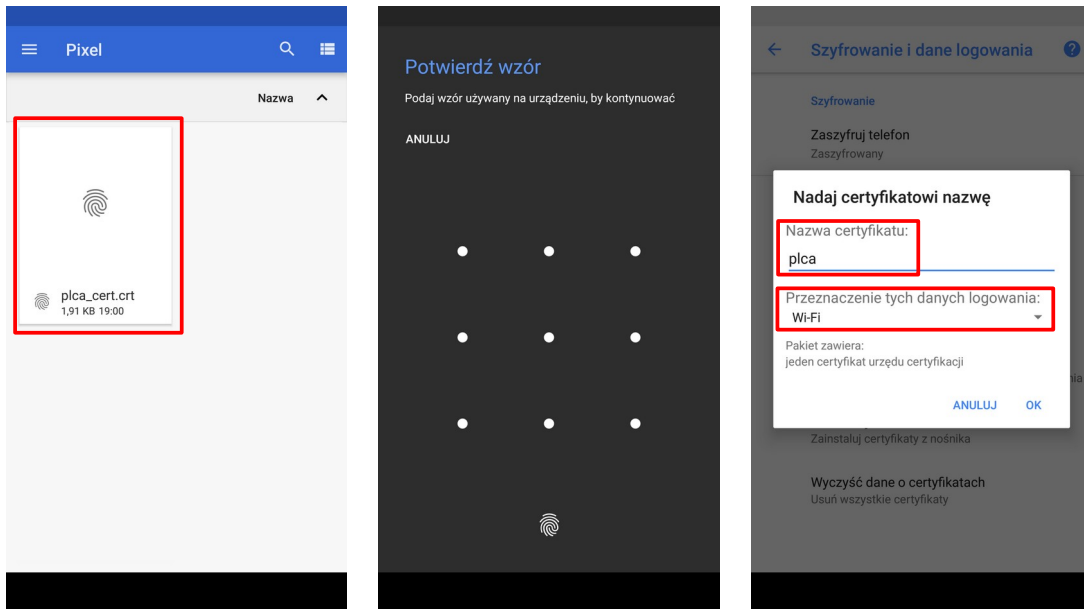 Pixel
Nazwa
plca_cert.crt
1,91 KB 19:00
Potwierdź wzór
Podaj wzór używany na urządzeniu, by kontynuować
ANULUJ
Szyfrowanie i dane logowania
Szyfrowanie
Zaszyfruj telefon
Zaszyfrowany
Nadaj certyfikatowi nazwę
Nazwa certyfikatu:
plca
Przeznaczenie tych danych logowania:
Wi-Fi
Pakiet zawiera:
jeden certyfikat urzędu certyfikacji
ANULUJ OK
Zainstaluj certyfikaty z nośnika
Wyczyść dane o certyfikatach
Usuń wszystkie certyfikaty